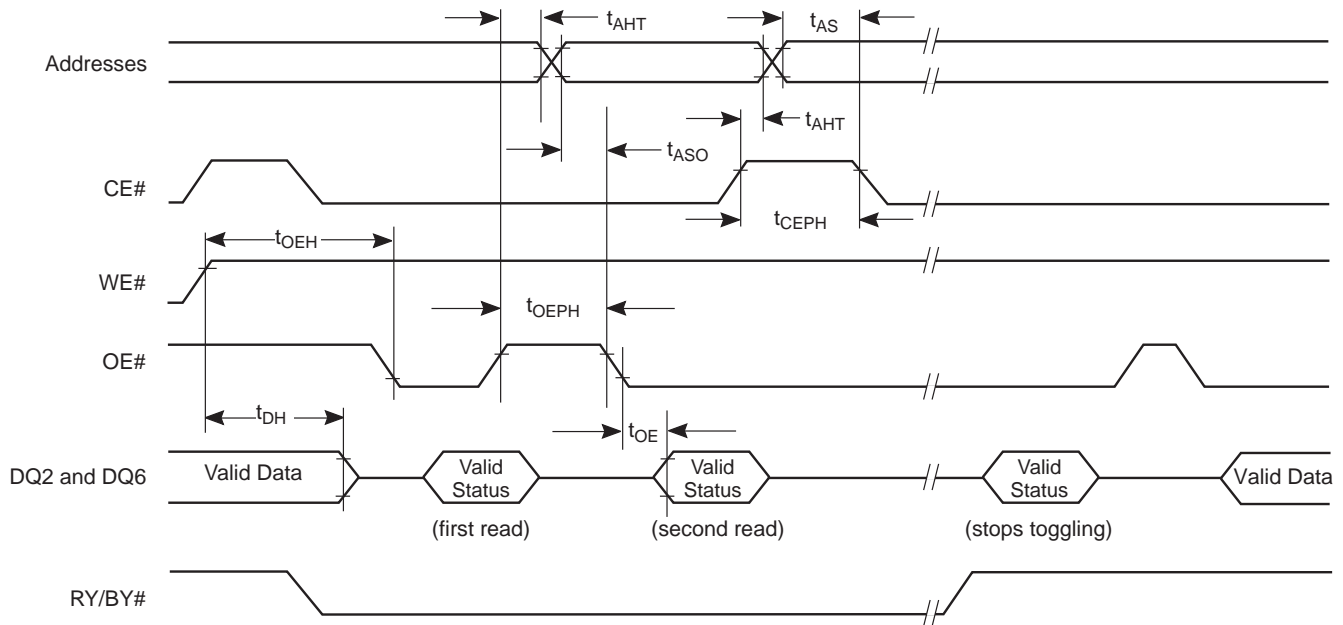 tAHT
tAS
Addresses
tAHT
tASO
CE#
tCEPH
tOEH
WE#
tOEPH
OE#
tDH
tOE
DQ2 and DQ6
Valid Data
Valid
Status
Valid
Status
Valid
Status
Valid Data
(first read)
(second read)
(stops toggling)
RY/BY#